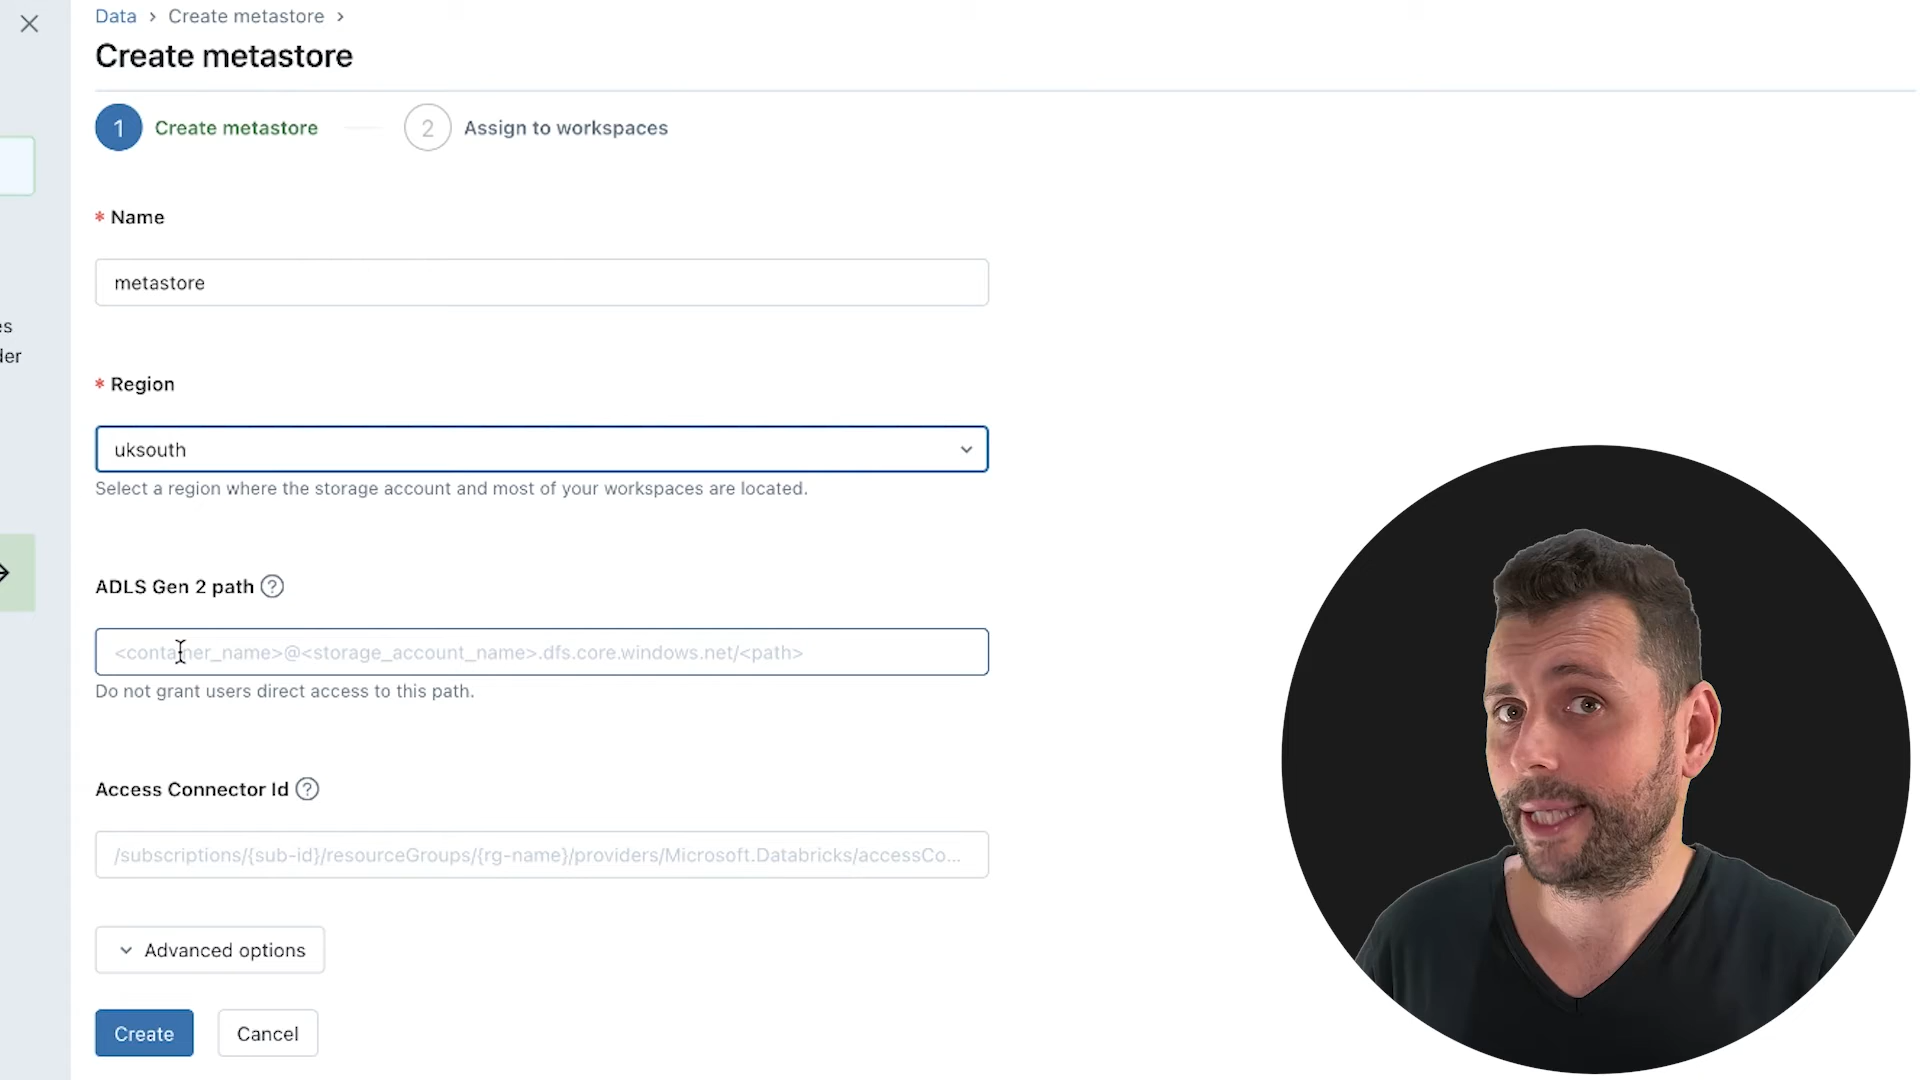 Data > Create metastore >
Create metastore
1 Create metastore 2 Assign to workspaces
* Name
metastore
es
der
* Region
uksouth
Select a region where the storage account and most of your workspaces are located.
ADLS Gen 2 path ?
<container_name>@<storage_account_name>.dfs.core.windows.net/<path>
Do not grant users direct access to this path.
Access Connector Id ?
/subscriptions/{sub-id}/resourceGroups/{rg-name}/providers/Microsoft.Databricks/accessCo...
Advanced options
Create Cancel